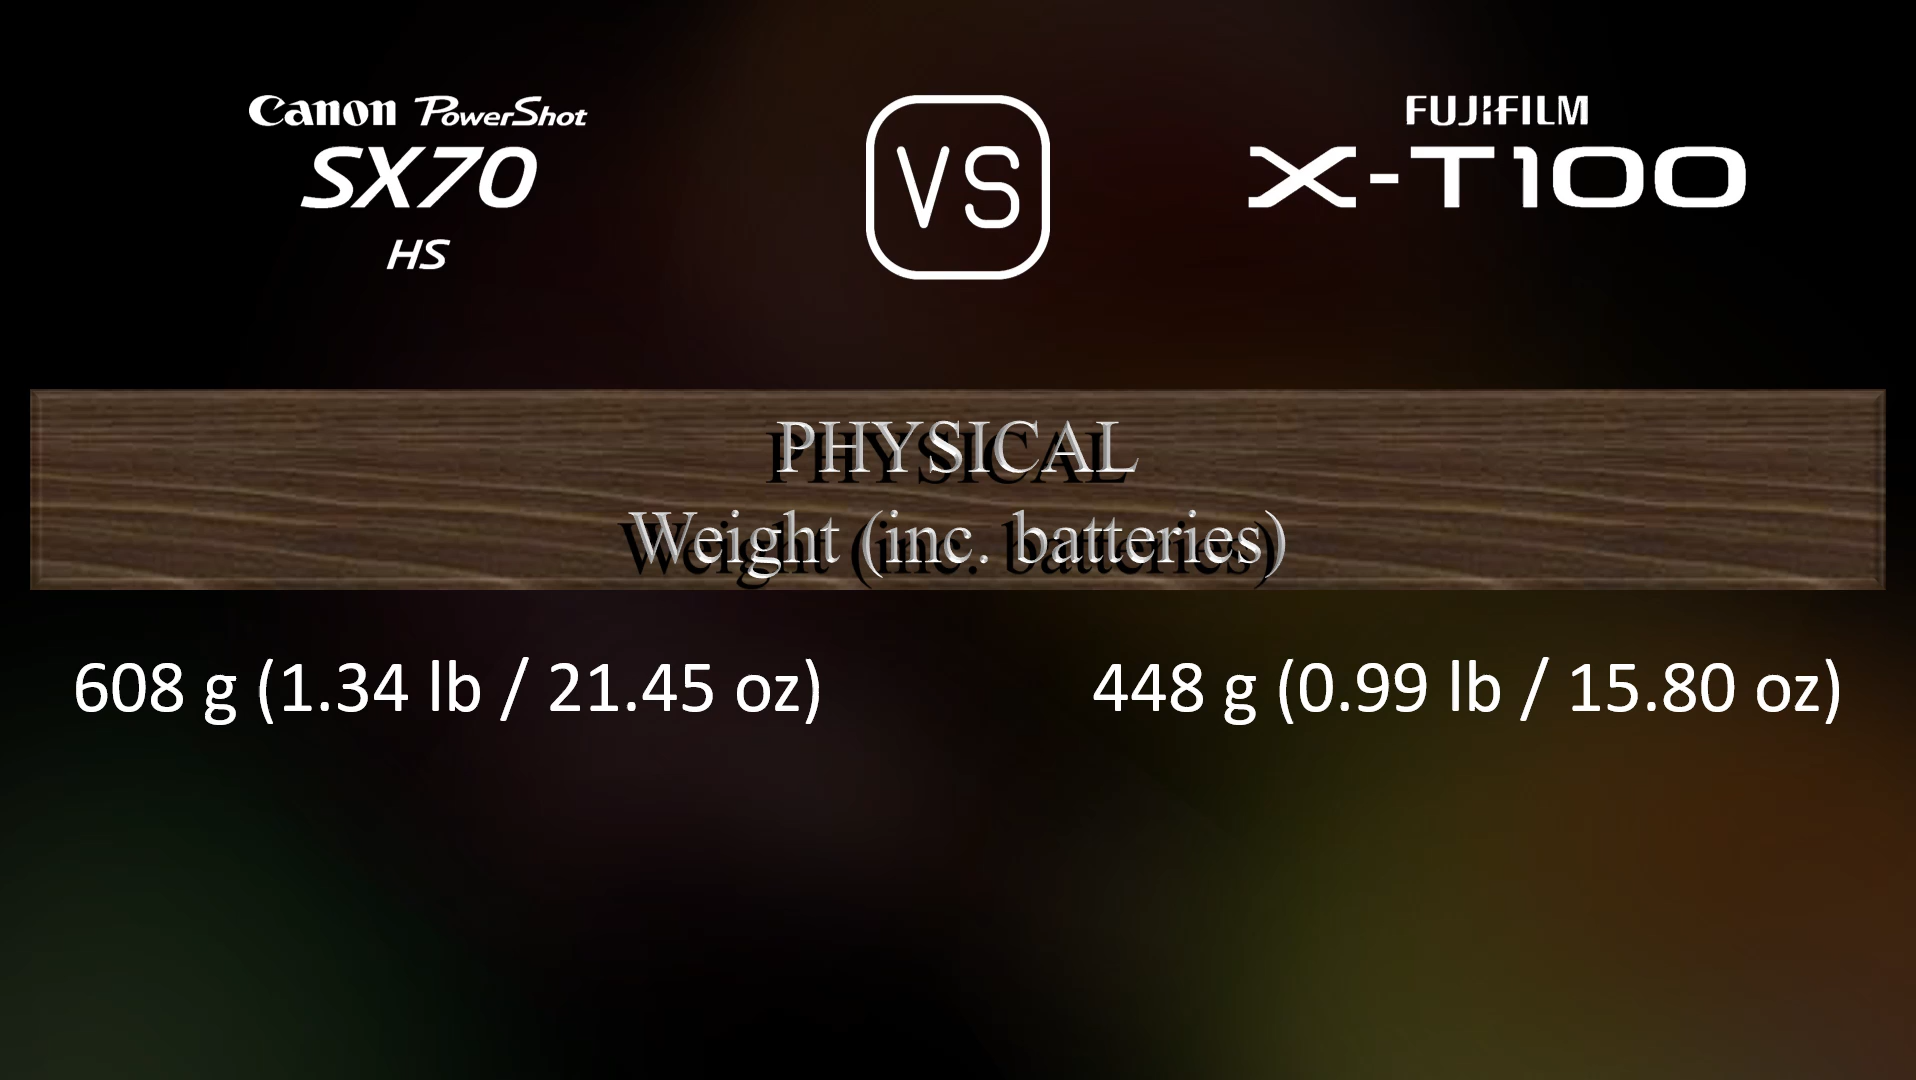 Canon PowerShot
SX70
HS
VS
FUJIFILM
X-T100
PHYSICAL
Weight (inc. batteries)
608 g (1.34 lb / 21.45 oz)
448 g (0.99 lb / 15.80 oz)